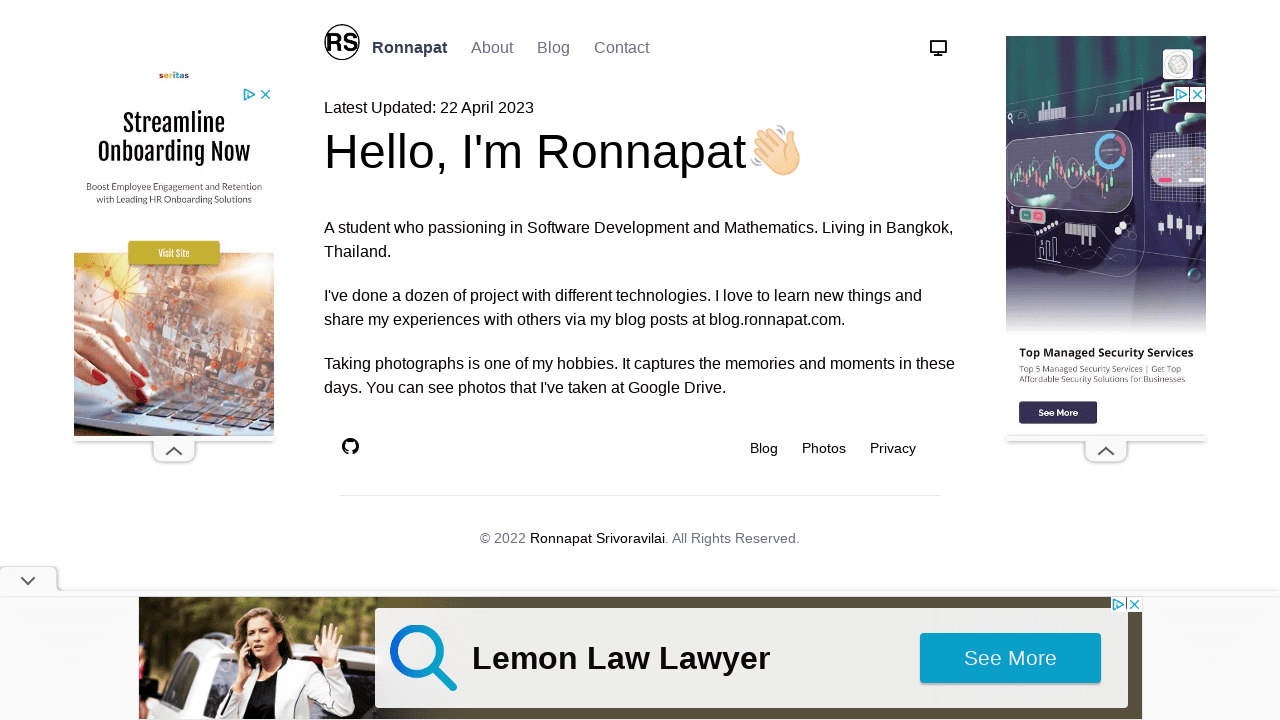 RS Ronnapat About Blog Contact
Latest Updated: 22 April 2023
Hello, I'm Ronnapat👋🏼
A student who passioning in Software Development and Mathematics. Living in Bangkok,
Thailand.
I've done a dozen of project with different technologies. I love to learn new things and
share my experiences with others via my blog posts at blog.ronnapat.com.
Taking photographs is one of my hobbies. It captures the memories and moments in these
days. You can see photos that I've taken at Google Drive.
Blog Photos Privacy
© 2022 Ronnapat Srivoravilai. All Rights Reserved.
seritas
Streamline
Onboarding Now
Boost Employee Engagement and Retention
with Leading HR Onboarding Solutions
Visit Site
Top Managed Security Services
Top 5 Managed Security Services | Get Top
Affordable Security Solutions for Businesses
See More
Lemon Law Lawyer
See More